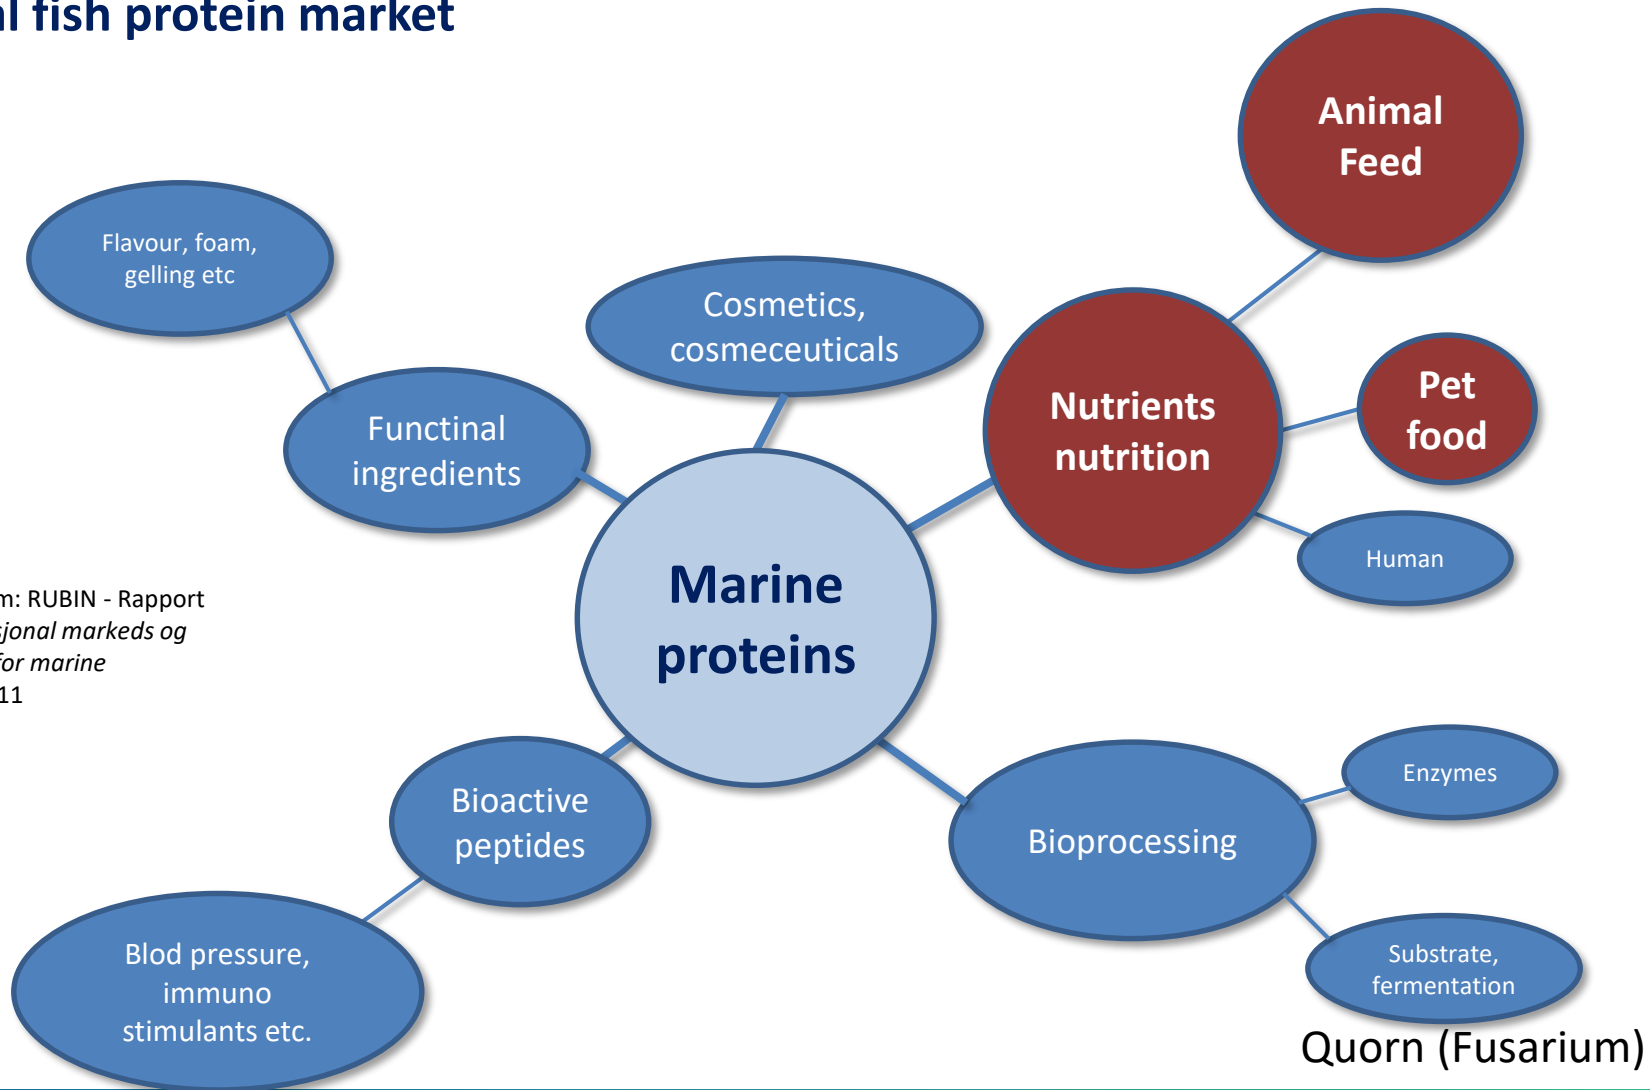 fish protein market
Animal
Feed
Flavour, foam,
gelling etc
Cosmetics,
cosmeceuticals
Nutrients
nutrition
Pet
food
Functinal
ingredients
Human
Marine
proteins
: RUBIN - Rapport
markeds og
for marine
11
Bioactive
peptides
Bioprocessing
Enzymes
Blod pressure,
immuno
stimulants etc.
Substrate,
fermentation
Quorn (Fusarium)